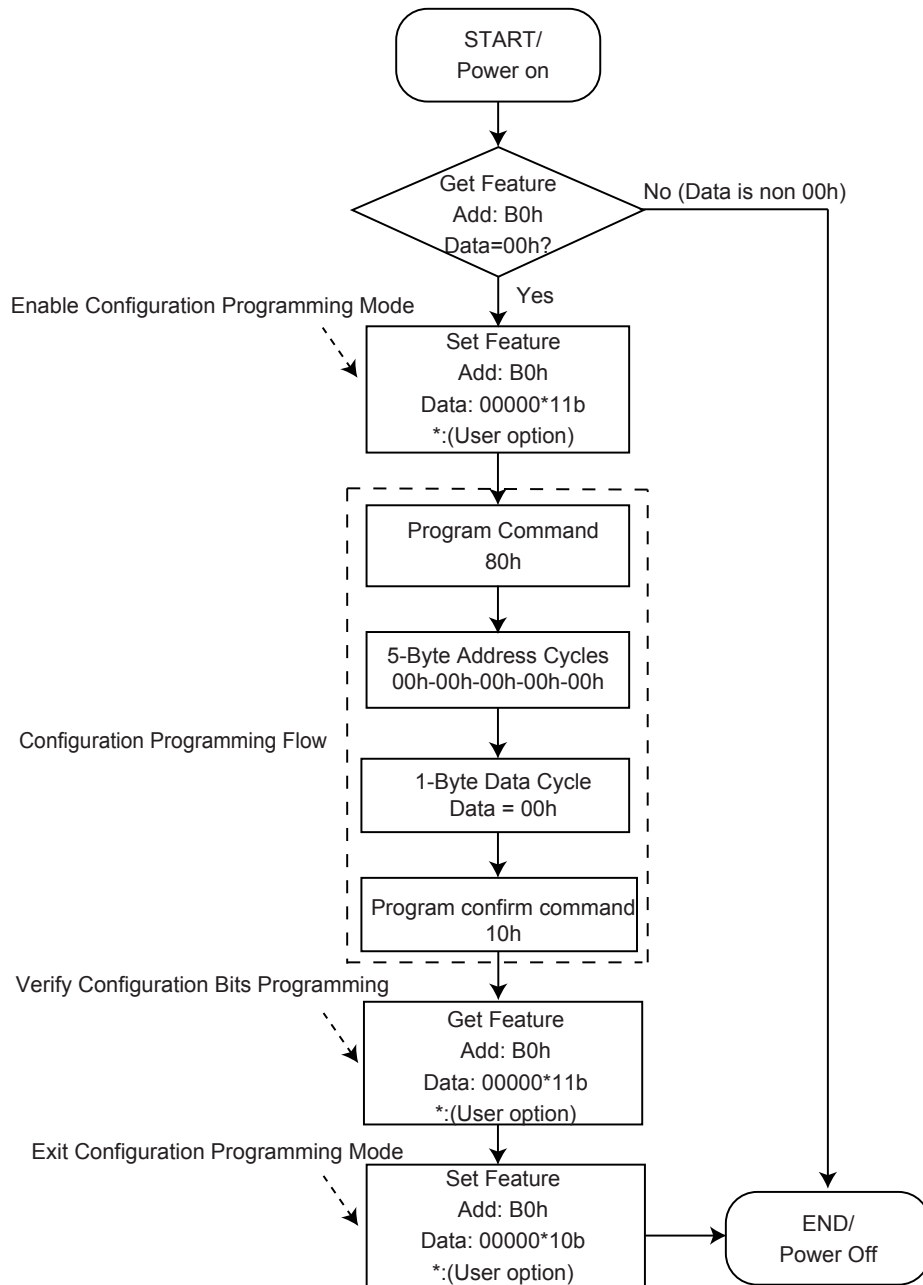 START/
Power on
Get Feature
Add: B0h
Data=00h?
No (Data is non 00h)
Yes
Enable Configuration Programming Mode
Set Feature
Add: B0h
Data: 00000*11b
*:(User option)
Program Command
80h
5-Byte Address Cycles
00h-00h-00h-00h-00h
Configuration Programming Flow
1-Byte Data Cycle
Data = 00h
Program confirm command
10h
Verify Configuration Bits Programming
Get Feature
Add: B0h
Data: 00000*11b
*:(User option)
Exit Configuration Programming Mode
Set Feature
Add: B0h
Data: 00000*10b
*:(User option)
END/
Power Off